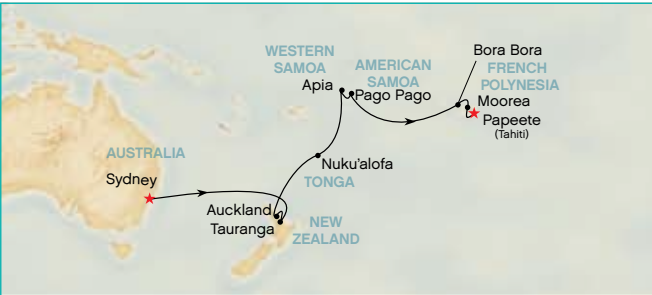 Bora Bora
WESTERN
SAMOA
AMERICAN
SAMOA
FRENCH
POLYNESIA
Apia
Pago Pago
Moorea
Papeete
(Tahiti)
AUSTRALIA
Sydney
Nuku'alofa
TONGA
Auckland
Tauranga
NEW
ZEALAND